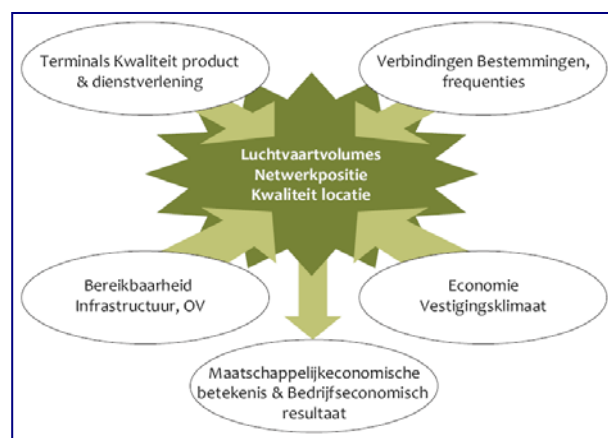 Terminals Kwaliteit product
& dienstverlening
Verbindingen Bestemmingen,
frequenties
Luchtvaartvolumes
Netwerkpositie
Kwaliteit locatie
Bereikbaarheid
Infrastructuur, OV
Economie
Vestigingsklimaat
Maatschappelijkeconomische
betekenis & Bedrijfseconomisch
resultaat